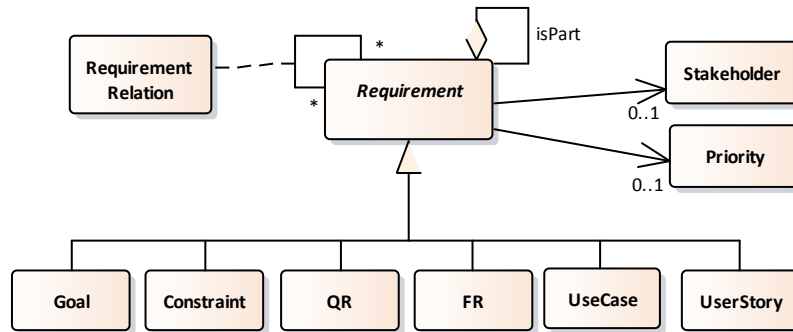 isPart
*
Requirement
Relation
Requirement
*
Stakeholder
0..1
Priority
0..1
Goal
Constraint
QR
FR
UseCase
UserStory